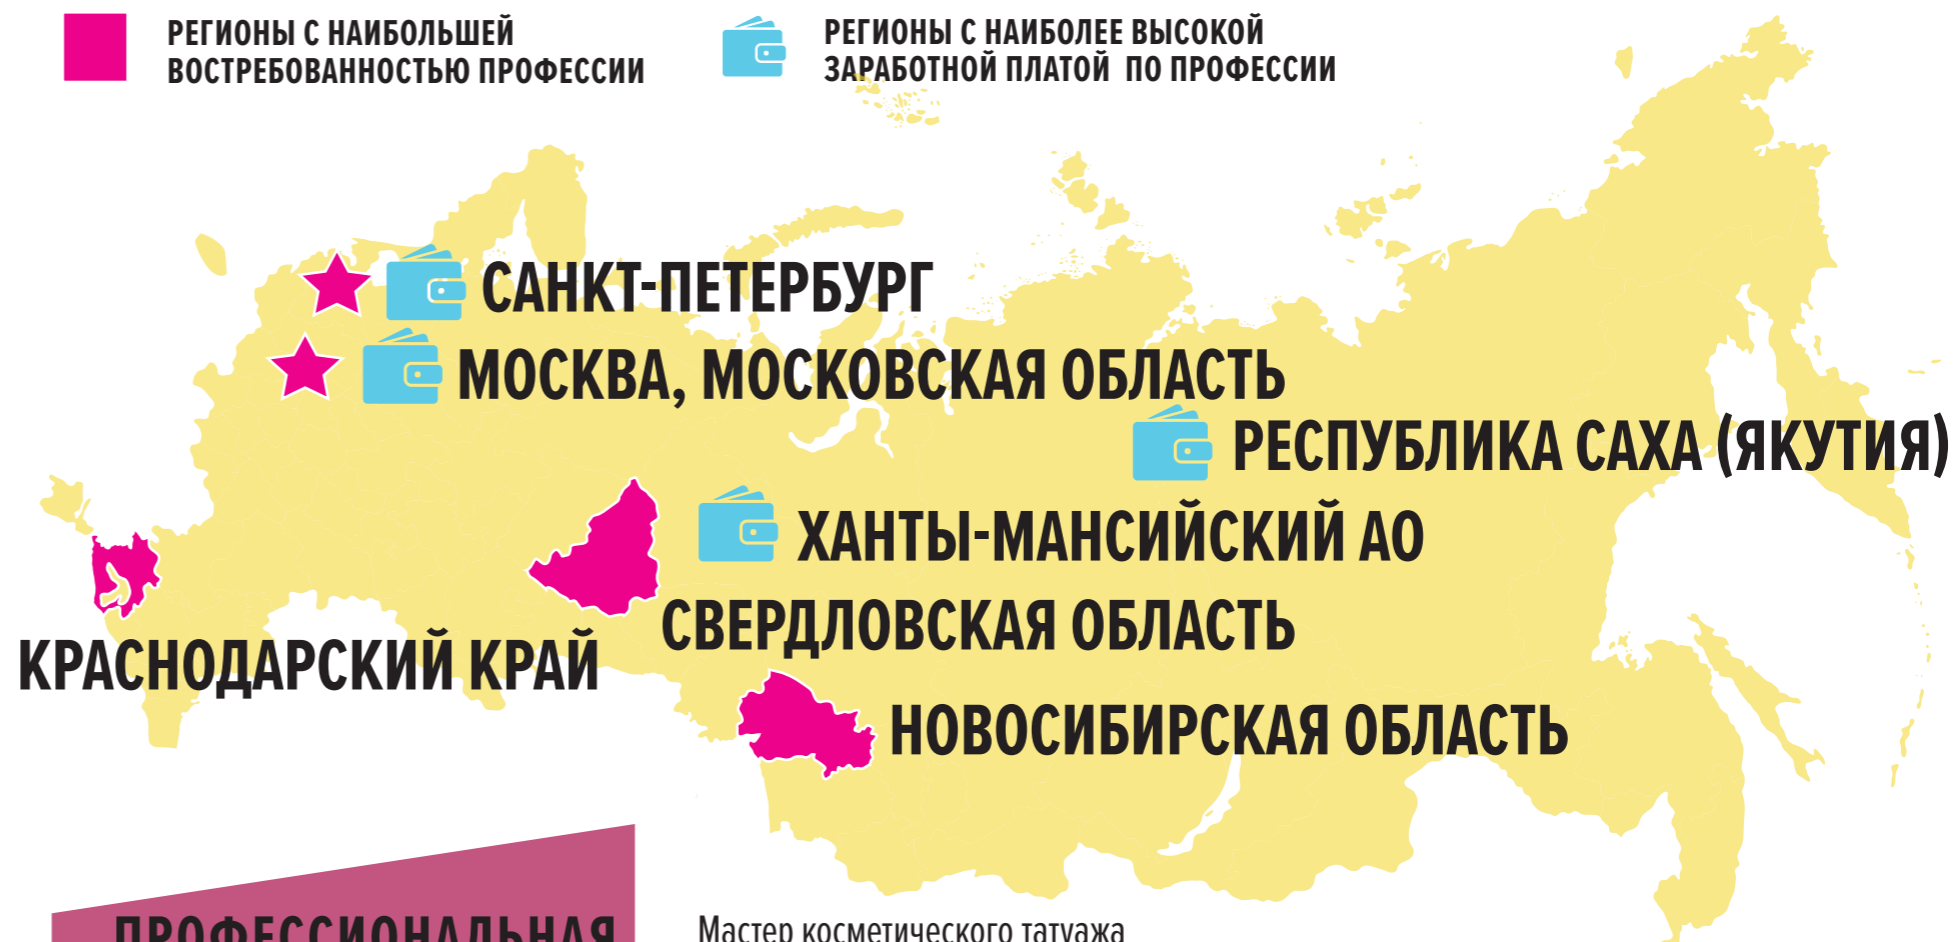 РЕГИОНЫ С НАИБОЛЬШЕЙ
ВОСТРЕБОВАННОСТЬЮ ПРОФЕССИИ
РЕГИОНЫ С НАИБОЛЕЕ ВЫСОКОЙ
ЗАРАБОТНОЙ ПЛАТОЙ ПО ПРОФЕССИИ
САНКТ-ПЕТЕРБУРГ
МОСКВА, МОСКОВСКАЯ ОБЛАСТЬ
РЕСПУБЛИКА САХА (ЯКУТИЯ)
ХАНТЫ-МАНСИЙСКИЙ АО
СВЕРДЛОВСКАЯ ОБЛАСТЬ
КРАСНОДАРСКИЙ КРАЙ
НОВОСИБИРСКАЯ ОБЛАСТЬ
ПРОФЕССИОНАЛЬНАЯ
Мастер косметического татуажа